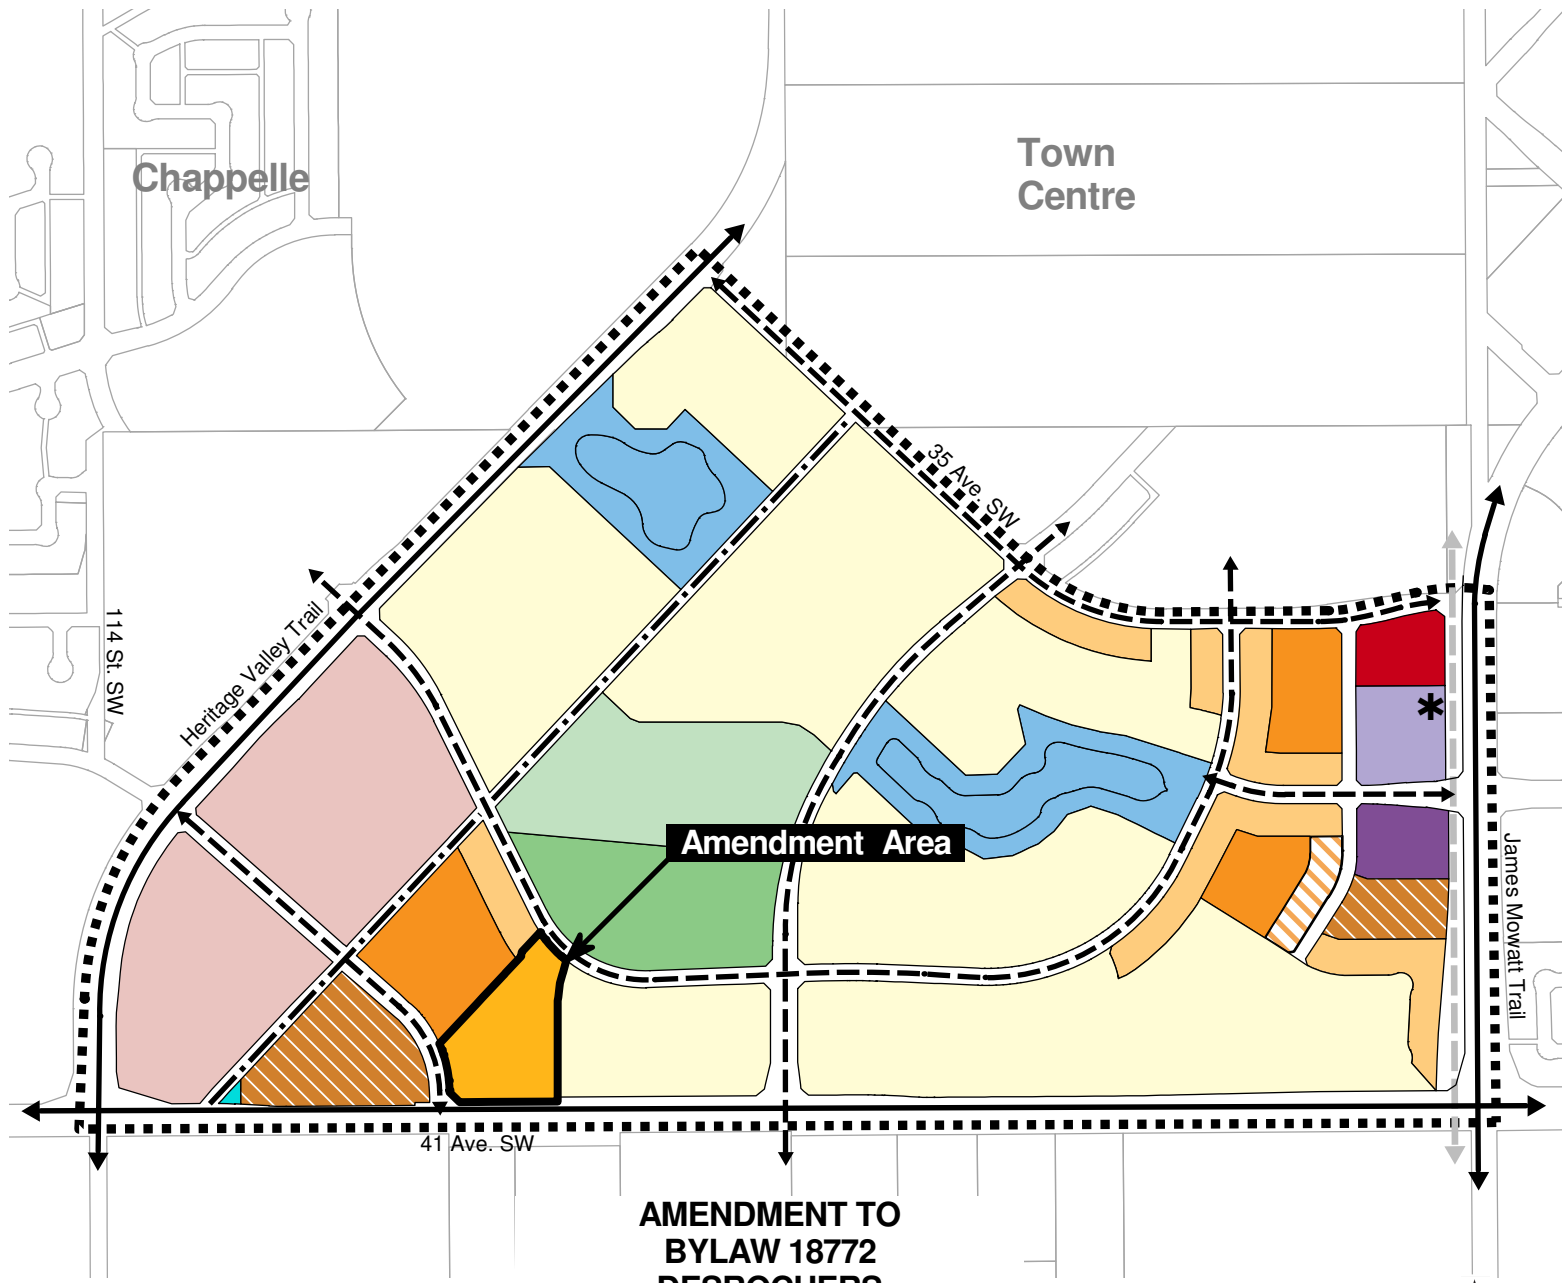 Chappelle
Town
Centre
35 Ave. SW
114 St. SW
Heritage Valley Trail
*
Amendment Area
James Mowatt Trail
41 Ave. SW
AMENDMENT TO
BYLAW 18772
DESROCHERS